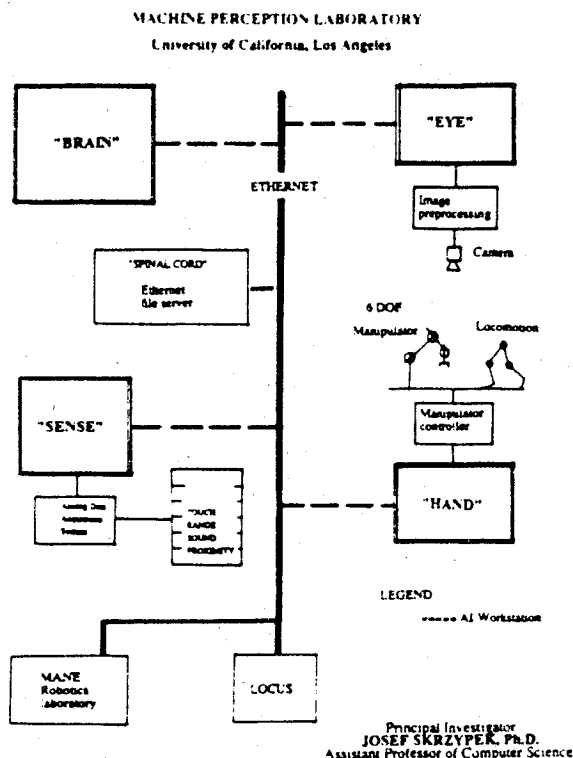 MACHINE PERCEPTION LABORATORY
University of California, Los Angeles
"BRAIN"
"EYE"
ETHERNET
Image
preprocessing
Camera
"SPINAL CORD"
Ethernet
file server
6 DOF
Manipulator
Locomotion
Manipulator
controller
"SENSE"
"HAND"
Analog Data
TOUCH
RANGE
SOUND
PROXIMITY
LEGEND
----- AI Workstation
MANE
Robotics
laboratory
LOCUS
Principal Investigator
JOSEF SKRZYPEK, Ph.D.
Assistant Professor of Computer Science